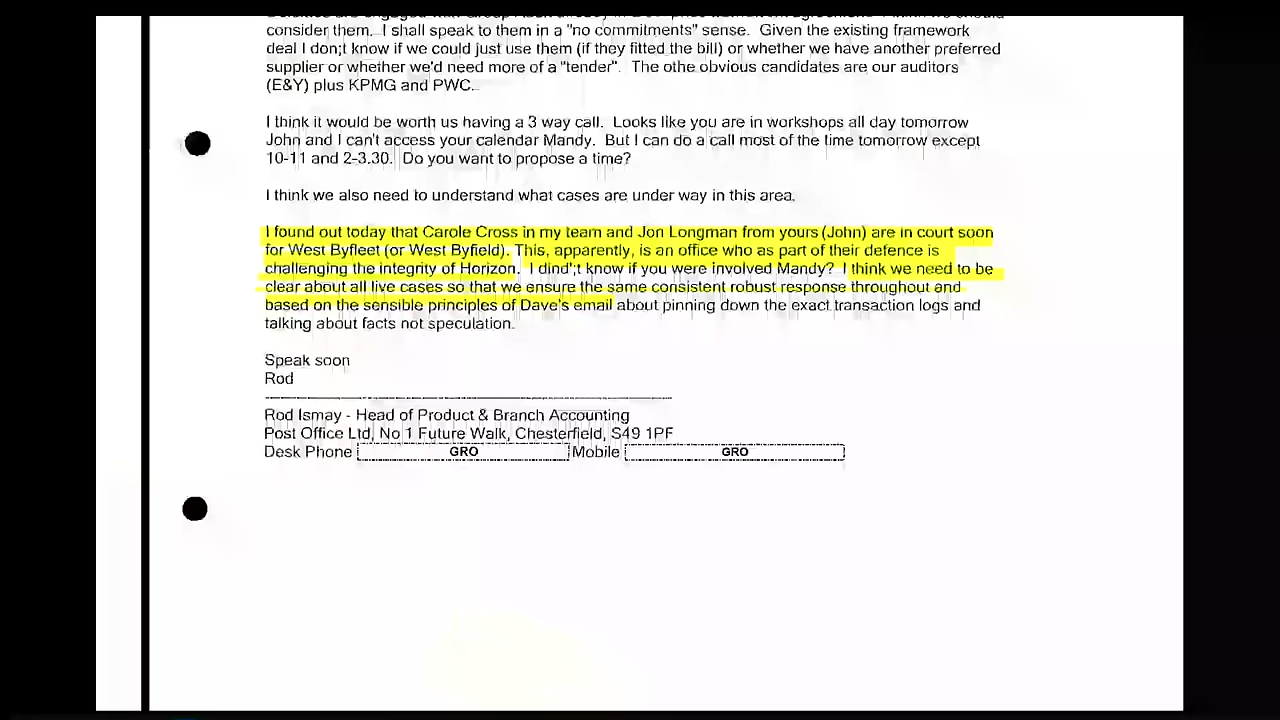 consider them. I shall speak to them in a "no commitments" sense. Given the existing framework
deal I don;t know if we could just use them (if they fitted the bill) or whether we have another preferred
supplier or whether we'd need more of a "tender". The othe obvious candidates are our auditors
(E&Y) plus KPMG and PWC.
I think it would be worth us having a 3 way call. Looks like you are in workshops all day tomorrow
John and I can't access your calendar Mandy. But I can do a call most of the time tomorrow except
10-11 and 2-3.30. Do you want to propose a time?
I think we also need to understand what cases are under way in this area.
I found out today that Carole Cross in my team and Jon Longman from yours (John) are in court soon
for West Byfleet (or West Byfield). This, apparently, is an office who as part of their defence is
challenging the integrity of Horizon. I dind';t know if you were involved Mandy? I think we need to be
clear about all live cases so that we ensure the same consistent robust response throughout and
based on the sensible principles of Dave's email about pinning down the exact transaction logs and
talking about facts not speculation.
Speak soon
Rod
Rod Ismay - Head of Product & Branch Accounting
Post Office Ltd, No 1 Future Walk, Chesterfield, S49 1PF
Desk Phone GRO Mobile GRO